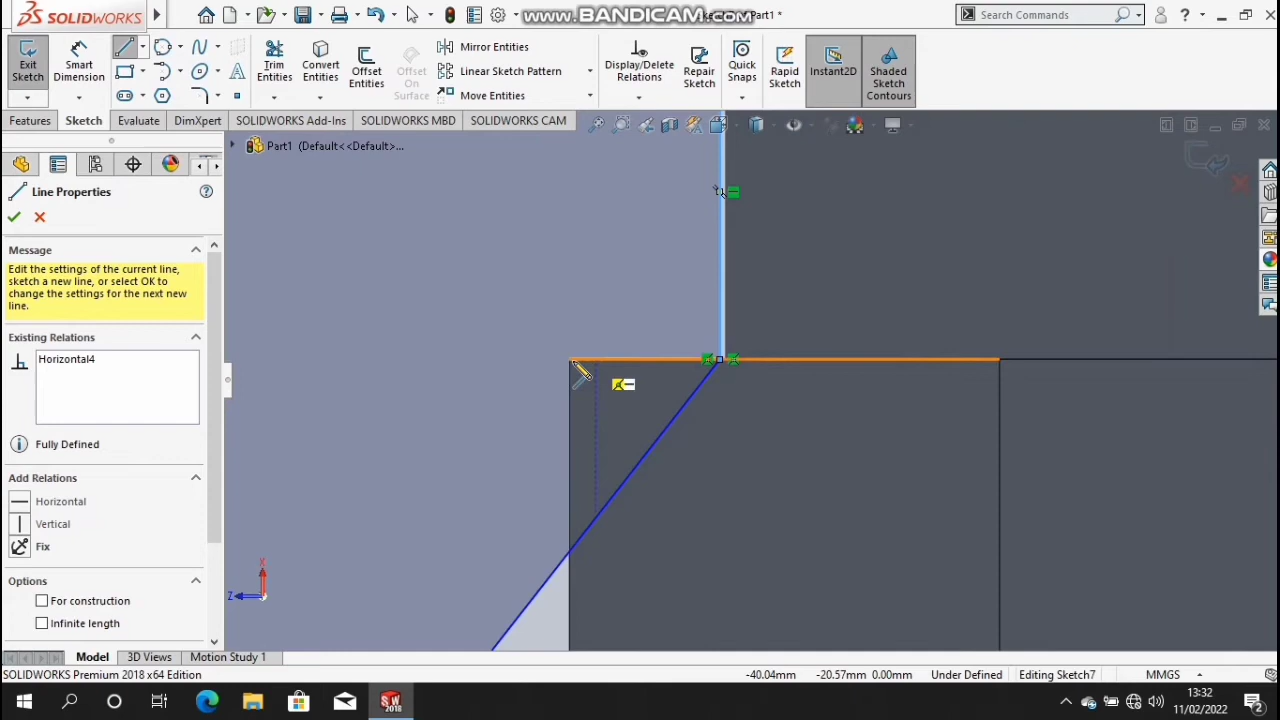 SOLIDWORKS
www.BANDICAM.com
Part1 *
Search Commands
?
Exit Sketch
Smart Dimension
Trim Entities
Convert Entities
Offset Entities
Offset On Surface
Mirror Entities
Linear Sketch Pattern
Move Entities
Display/Delete Relations
Repair Sketch
Quick Snaps
Rapid Sketch
Instant2D
Shaded Sketch Contours
Features
Sketch
Evaluate
DimXpert
SOLIDWORKS Add-Ins
SOLIDWORKS MBD
SOLIDWORKS CAM
Part1 (Default<<Default>...
Line Properties
?
Message
Edit the settings of the current line,
sketch a new line, or select OK to
change the settings for the next new
line.
Existing Relations
Horizontal4
Fully Defined
Add Relations
Horizontal
Vertical
Fix
Options
For construction
Infinite length
X
Z
Model
3D Views
Motion Study 1
SOLIDWORKS Premium 2018 x64 Edition
-40.04mm
-20.57mm
0.00mm
Under Defined
Editing Sketch7
MMGS
SW
2018
13:32
11/02/2022
2